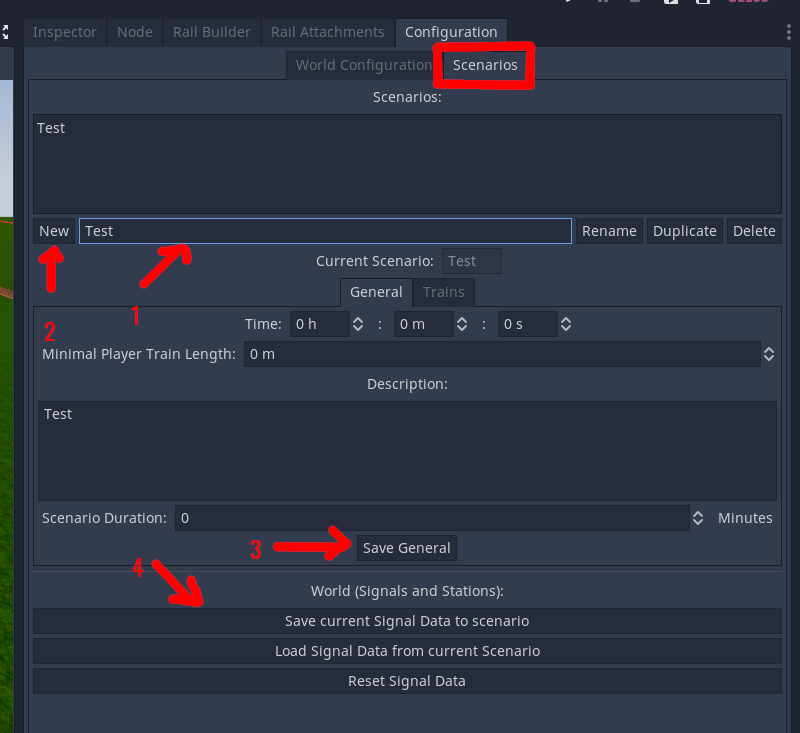 Inspector Node Rail Builder Rail Attachments Configuration
World Configuration Scenarios
Scenarios:
Test
New Test Rename Duplicate Delete
Current Scenario: Test
1
General Trains
2
Time: 0 h : 0 m : 0 s
Minimal Player Train Length: 0 m
Description:
Test
Scenario Duration: 0 Minutes
3 Save General
4
World (Signals and Stations):
Save current Signal Data to scenario
Load Signal Data from current Scenario
Reset Signal Data